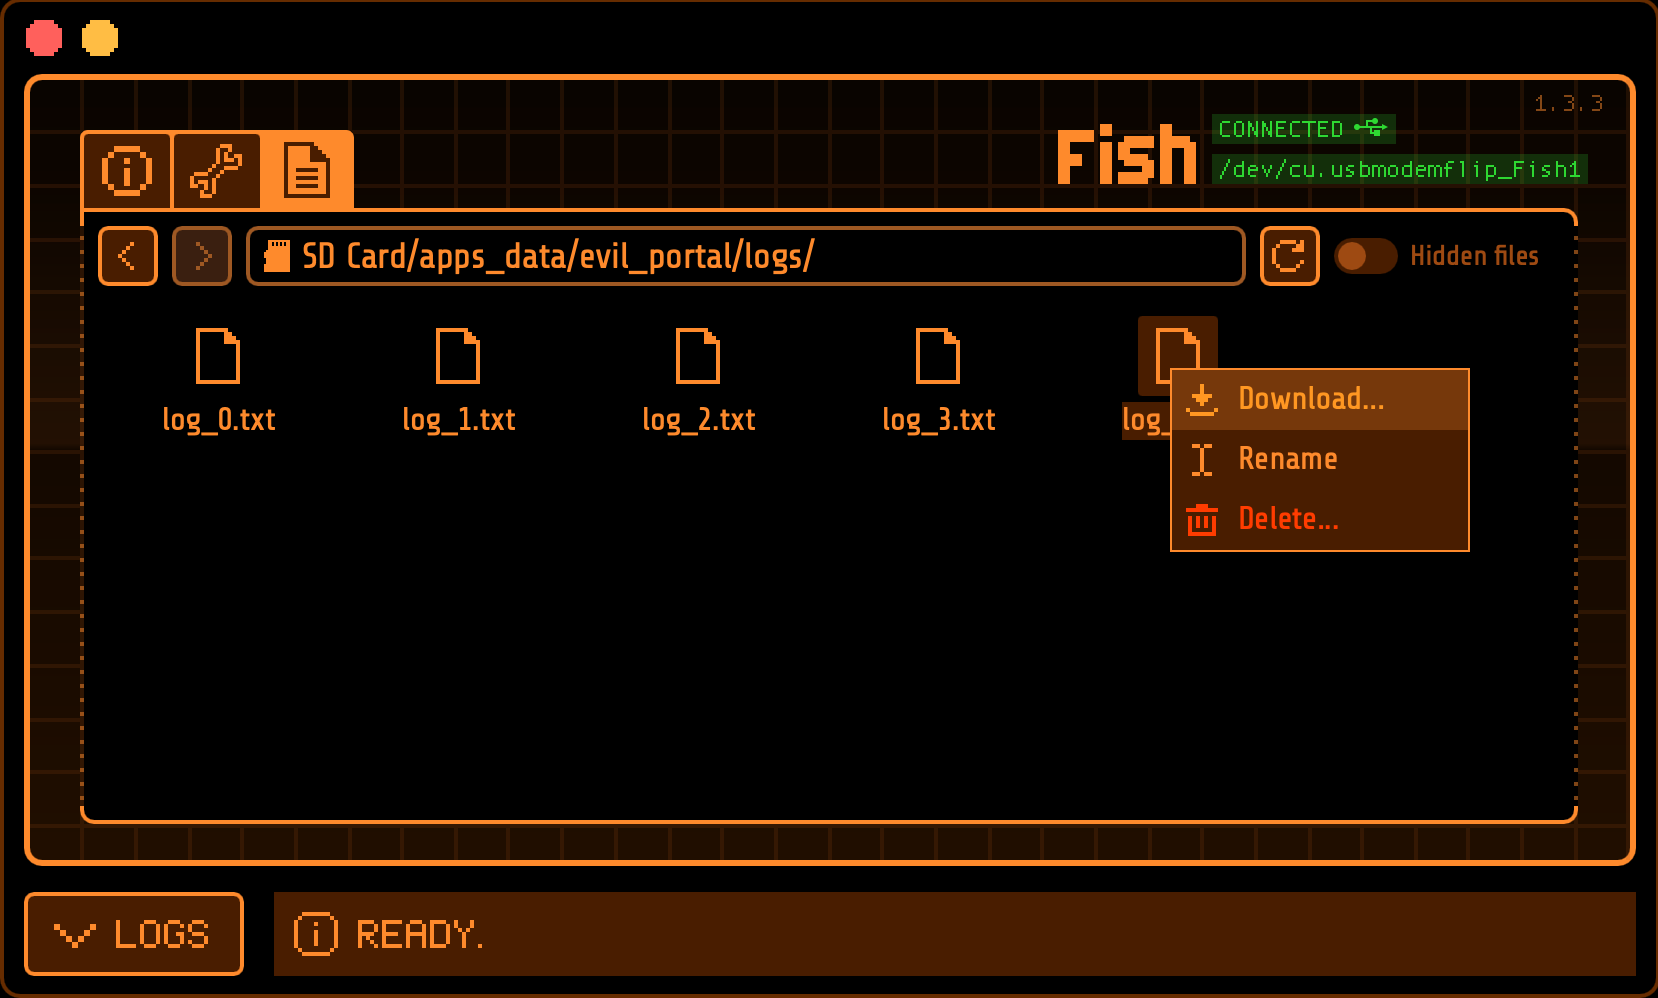 1.3.3
Fish
CONNECTED
/dev/cu.usbmodemflip_Fish1
SD Card/apps_data/evil_portal/logs/
Hidden files
log_0.txt
log_1.txt
log_2.txt
log_3.txt
log_
Download...
Rename
Delete...
LOGS
READY.